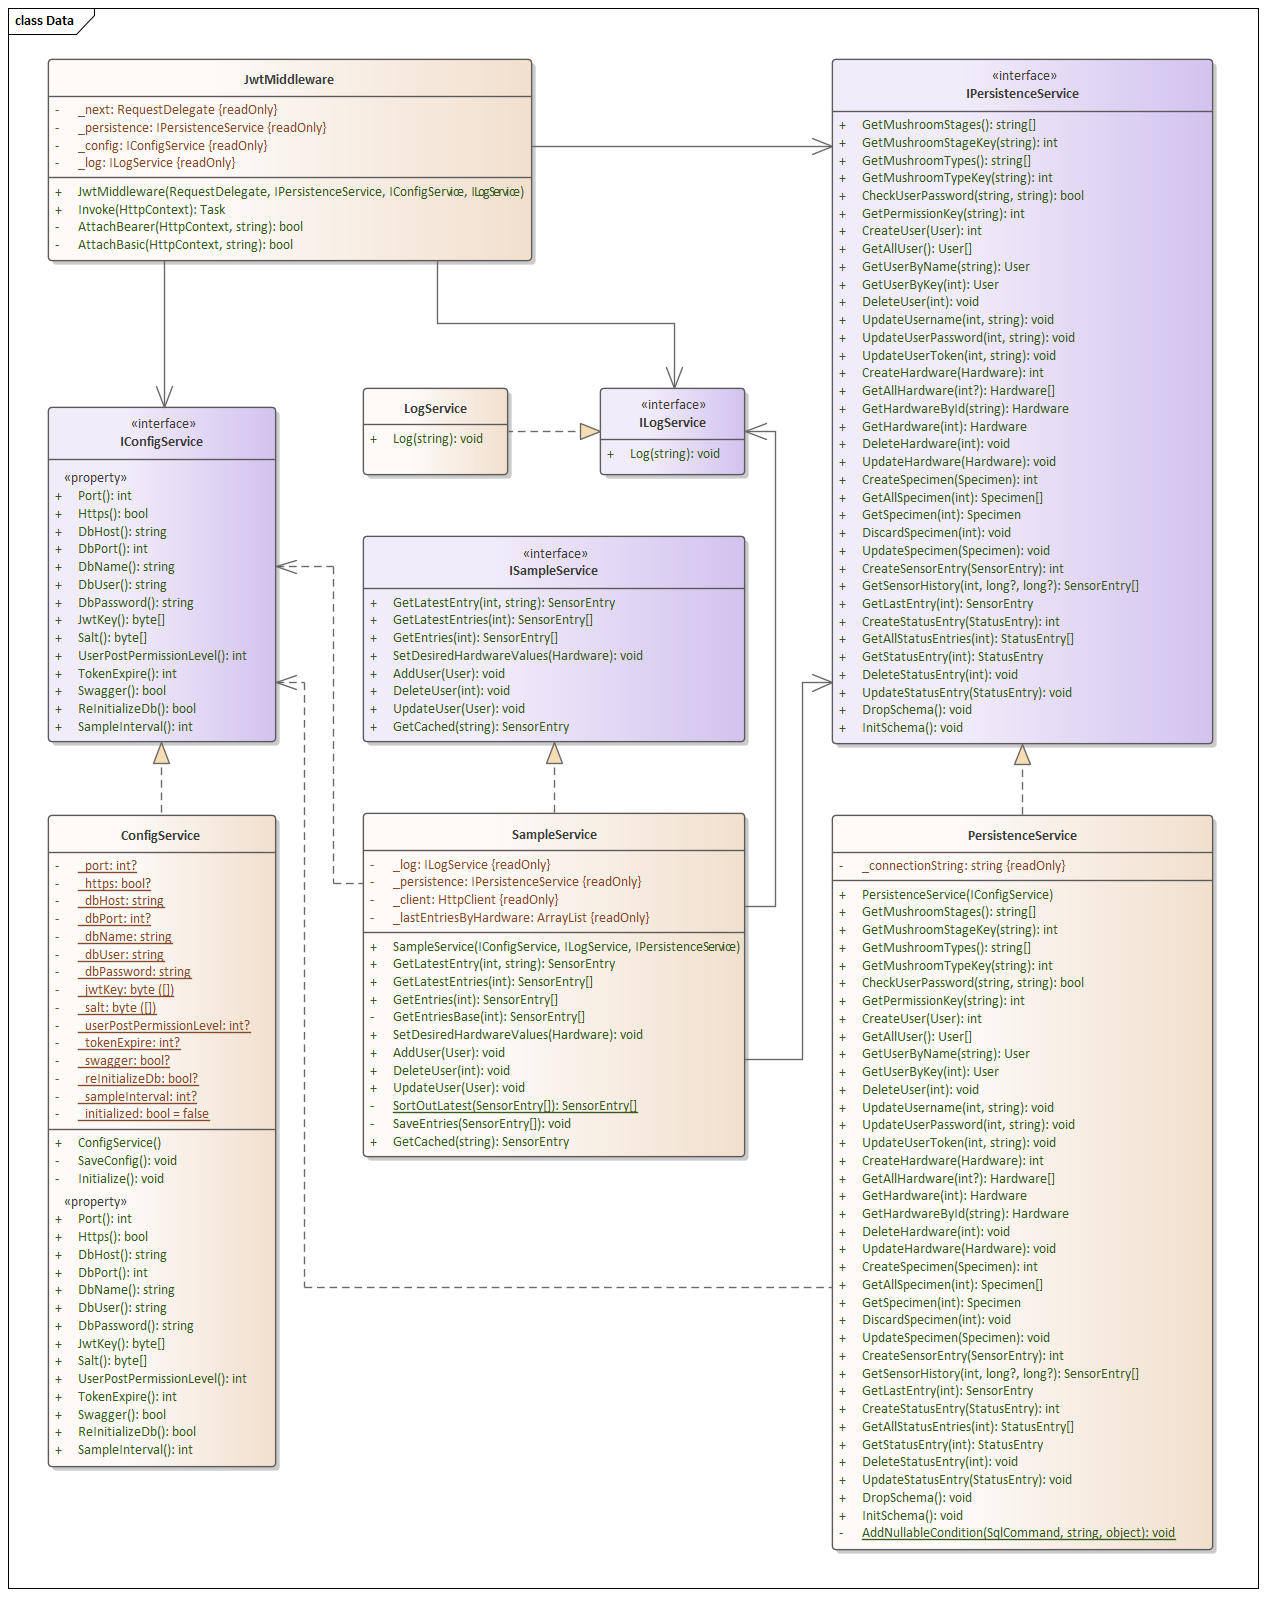 class Data
JwtMiddleware
- _next: RequestDelegate {readOnly}
- _persistence: IPersistenceService {readOnly}
- _config: IConfigService {readOnly}
- _log: ILogService {readOnly}
+ JwtMiddleware(RequestDelegate, IPersistenceService, IConfigService, ILogService)
+ Invoke(HttpContext): Task
- AttachBearer(HttpContext, string): bool
- AttachBasic(HttpContext, string): bool
«interface»
IPersistenceService
+ GetMushroomStages(): string[]
+ GetMushroomStageKey(string): int
+ GetMushroomTypes(): string[]
+ GetMushroomTypeKey(string): int
+ CheckUserPassword(string, string): bool
+ GetPermissionKey(string): int
+ CreateUser(User): int
+ GetAllUser(): User[]
+ GetUserByName(string): User
+ GetUserByKey(int): User
+ DeleteUser(int): void
+ UpdateUsername(int, string): void
+ UpdateUserPassword(int, string): void
+ UpdateUserToken(int, string): void
+ CreateHardware(Hardware): int
+ GetAllHardware(int?): Hardware[]
+ GetHardwareById(string): Hardware
+ GetHardware(int): Hardware
+ DeleteHardware(int): void
+ UpdateHardware(Hardware): void
+ CreateSpecimen(Specimen): int
+ GetAllSpecimen(int): Specimen[]
+ GetSpecimen(int): Specimen
+ DiscardSpecimen(int): void
+ UpdateSpecimen(Specimen): void
+ CreateSensorEntry(SensorEntry): int
+ GetSensorHistory(int, long?, long?): SensorEntry[]
+ GetLastEntry(int): SensorEntry
+ CreateStatusEntry(StatusEntry): int
+ GetAllStatusEntries(int): StatusEntry[]
+ GetStatusEntry(int): StatusEntry
+ DeleteStatusEntry(int): void
+ UpdateStatusEntry(StatusEntry): void
+ DropSchema(): void
+ InitSchema(): void
LogService
+ Log(string): void
«interface»
ILogService
+ Log(string): void
«interface»
IConfigService
«property»
+ Port(): int
+ Https(): bool
+ DbHost(): string
+ DbPort(): int
+ DbName(): string
+ DbUser(): string
+ DbPassword(): string
+ JwtKey(): byte[]
+ Salt(): byte[]
+ UserPostPermissionLevel(): int
+ TokenExpire(): int
+ Swagger(): bool
+ ReInitializeDb(): bool
+ SampleInterval(): int
«interface»
ISampleService
+ GetLatestEntry(int, string): SensorEntry
+ GetLatestEntries(int): SensorEntry[]
+ GetEntries(int): SensorEntry[]
+ SetDesiredHardwareValues(Hardware): void
+ AddUser(User): void
+ DeleteUser(int): void
+ UpdateUser(User): void
+ GetCached(string): SensorEntry
ConfigService
- _port: int?
- _https: bool?
- _dbHost: string
- _dbPort: int?
- _dbName: string
- _dbUser: string
- _dbPassword: string
- _jwtKey: byte ([])
- _salt: byte ([])
- _userPostPermissionLevel: int?
- _tokenExpire: int?
- _swagger: bool?
- _reInitializeDb: bool?
- _sampleInterval: int?
- _initialized: bool = false
+ ConfigService()
- SaveConfig(): void
- Initialize(): void
«property»
+ Port(): int
+ Https(): bool
+ DbHost(): string
+ DbPort(): int
+ DbName(): string
+ DbUser(): string
+ DbPassword(): string
+ JwtKey(): byte[]
+ Salt(): byte[]
+ UserPostPermissionLevel(): int
+ TokenExpire(): int
+ Swagger(): bool
+ ReInitializeDb(): bool
+ SampleInterval(): int
SampleService
- _log: ILogService {readOnly}
- _persistence: IPersistenceService {readOnly}
- _client: HttpClient {readOnly}
- _lastEntriesByHardware: ArrayList {readOnly}
+ SampleService(IConfigService, ILogService, IPersistenceService)
+ GetLatestEntry(int, string): SensorEntry
+ GetLatestEntries(int): SensorEntry[]
+ GetEntries(int): SensorEntry[]
- GetEntriesBase(int): SensorEntry[]
+ SetDesiredHardwareValues(Hardware): void
+ AddUser(User): void
+ DeleteUser(int): void
+ UpdateUser(User): void
- SortOutLatest(SensorEntry[]): SensorEntry[]
- SaveEntries(SensorEntry[]): void
+ GetCached(string): SensorEntry
PersistenceService
- _connectionString: string {readOnly}
+ PersistenceService(IConfigService)
+ GetMushroomStages(): string[]
+ GetMushroomStageKey(string): int
+ GetMushroomTypes(): string[]
+ GetMushroomTypeKey(string): int
+ CheckUserPassword(string, string): bool
+ GetPermissionKey(string): int
+ CreateUser(User): int
+ GetAllUser(): User[]
+ GetUserByName(string): User
+ GetUserByKey(int): User
+ DeleteUser(int): void
+ UpdateUsername(int, string): void
+ UpdateUserPassword(int, string): void
+ UpdateUserToken(int, string): void
+ CreateHardware(Hardware): int
+ GetAllHardware(int?): Hardware[]
+ GetHardware(int): Hardware
+ GetHardwareById(string): Hardware
+ DeleteHardware(int): void
+ UpdateHardware(Hardware): void
+ CreateSpecimen(Specimen): int
+ GetAllSpecimen(int): Specimen[]
+ GetSpecimen(int): Specimen
+ DiscardSpecimen(int): void
+ UpdateSpecimen(Specimen): void
+ CreateSensorEntry(SensorEntry): int
+ GetSensorHistory(int, long?, long?): SensorEntry[]
+ GetLastEntry(int): SensorEntry
+ CreateStatusEntry(StatusEntry): int
+ GetAllStatusEntries(int): StatusEntry[]
+ GetStatusEntry(int): StatusEntry
+ DeleteStatusEntry(int): void
+ UpdateStatusEntry(StatusEntry): void
+ DropSchema(): void
+ InitSchema(): void
- AddNullableCondition(SqlCommand, string, object): void